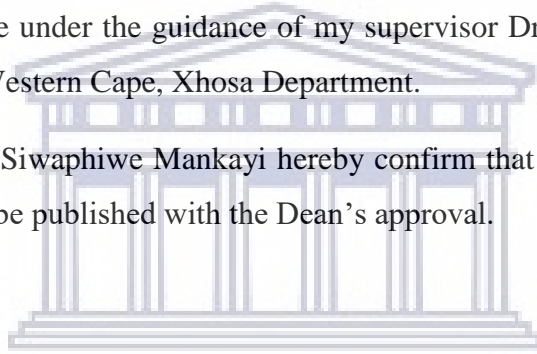 e under the guidance of my supervisor Dr
Vestern Cape, Xhosa Department.
Siwaphiwe Mankayi hereby confirm that
be published with the Dean’s approval.